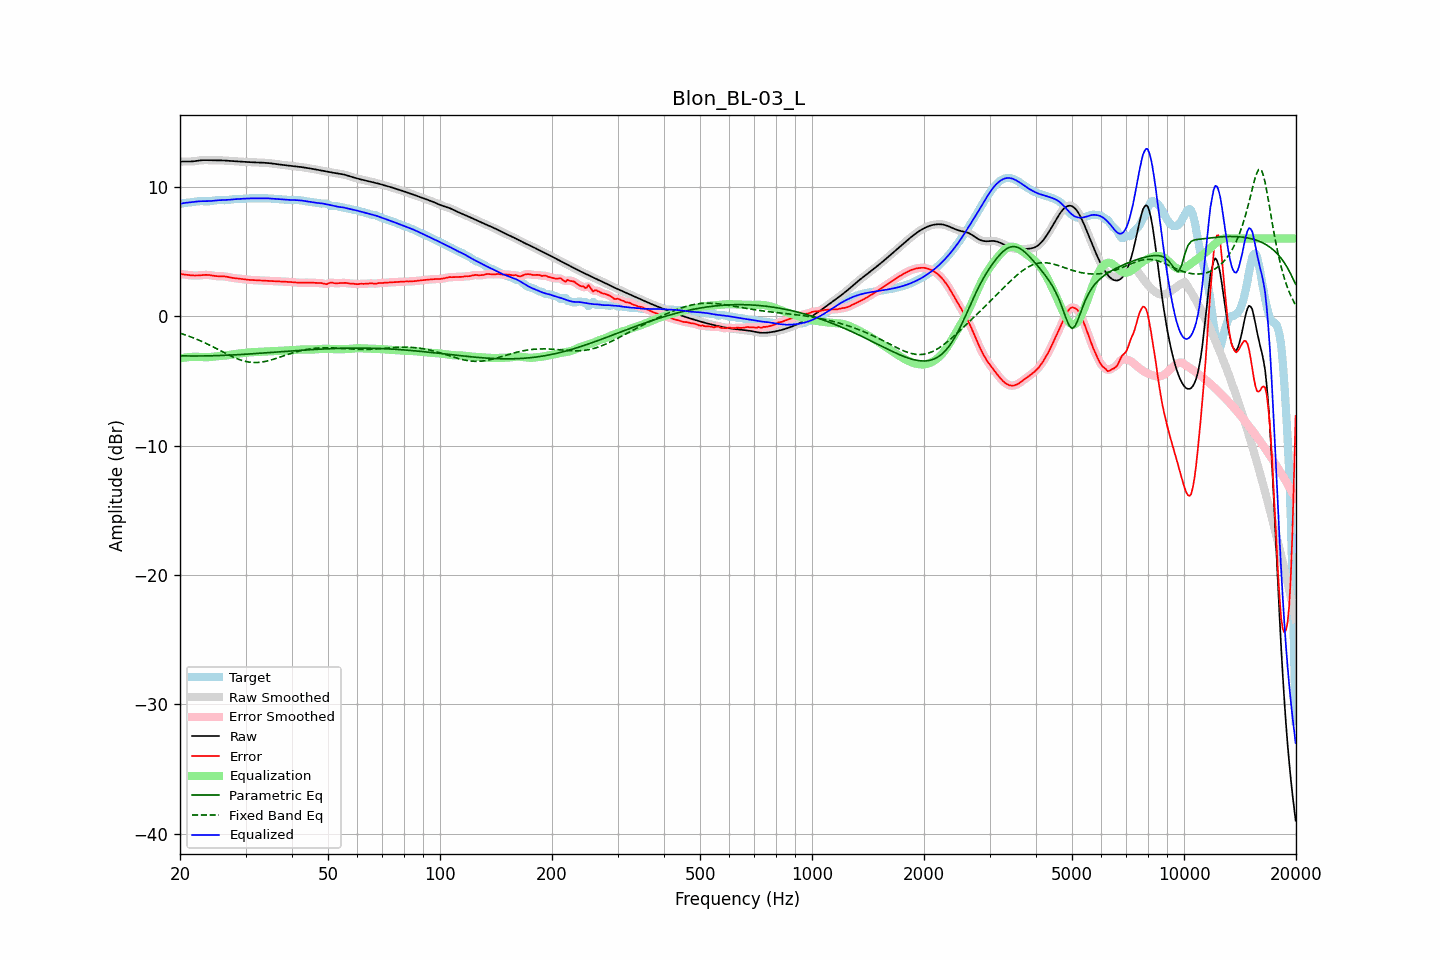 Blon_BL-03_L
Amplitude (dBr)
10
0
−10
−20
−30
−40
Target
Raw Smoothed
Error Smoothed
Raw
Error
Equalization
Parametric Eq
Fixed Band Eq
Equalized
20 50 100 200 500 1000 2000 5000 10000 20000
Frequency (Hz)